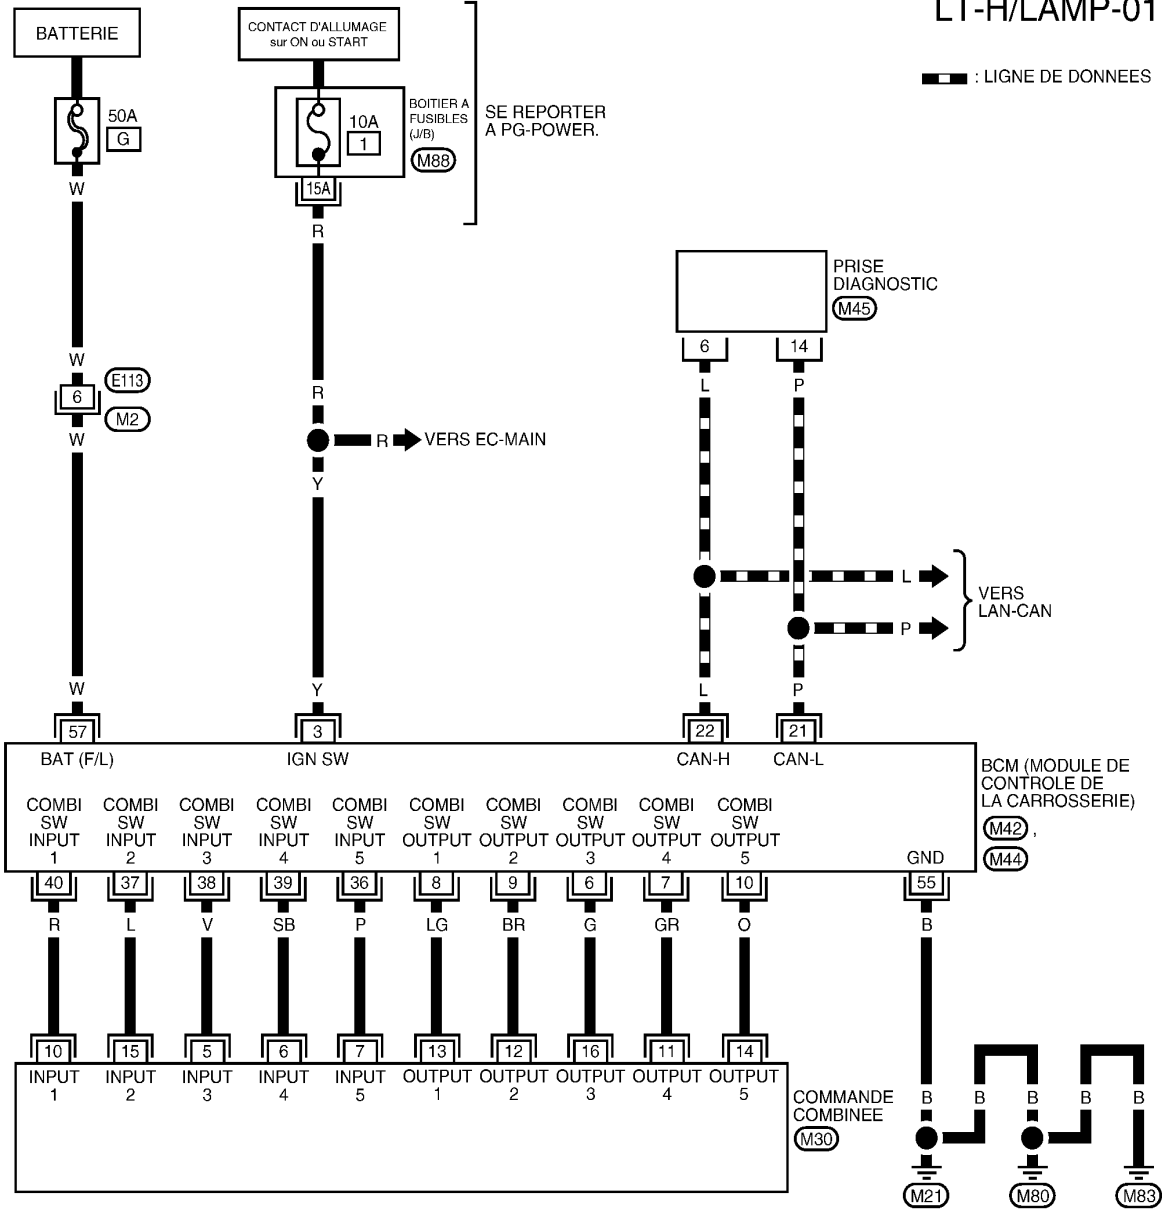 LT-H/LAMP-01
BATTERIE
CONTACT D'ALLUMAGE
sur ON ou START
: LIGNE DE DONNEES
50A
G
10A
1
BOITIER A
FUSIBLES
(J/B)
M88
SE REPORTER
A PG-POWER.
15A
W
R
PRISE
DIAGNOSTIC
M45
6
14
W
R
L
P
6
E113
M2
W
R
VERS EC-MAIN
Y
L
P
VERS
LAN-CAN
W
Y
L
P
57
3
22
21
BAT (F/L)
IGN SW
CAN-H
CAN-L
BCM (MODULE DE
CONTROLE DE
LA CARROSSERIE)
M42 ,
M44
COMBI SW INPUT 1
COMBI SW INPUT 2
COMBI SW INPUT 3
COMBI SW INPUT 4
COMBI SW INPUT 5
COMBI SW OUTPUT 1
COMBI SW OUTPUT 2
COMBI SW OUTPUT 3
COMBI SW OUTPUT 4
COMBI SW OUTPUT 5
GND
40 37 38 39 36 8 9 6 7 10 55
R L V SB P LG BR G GR O B
10 15 5 6 7 13 12 16 11 14
INPUT 1
INPUT 2
INPUT 3
INPUT 4
INPUT 5
OUTPUT 1
OUTPUT 2
OUTPUT 3
OUTPUT 4
OUTPUT 5
COMMANDE
COMBINEE
M30
B B B B B
M21 M80 M83